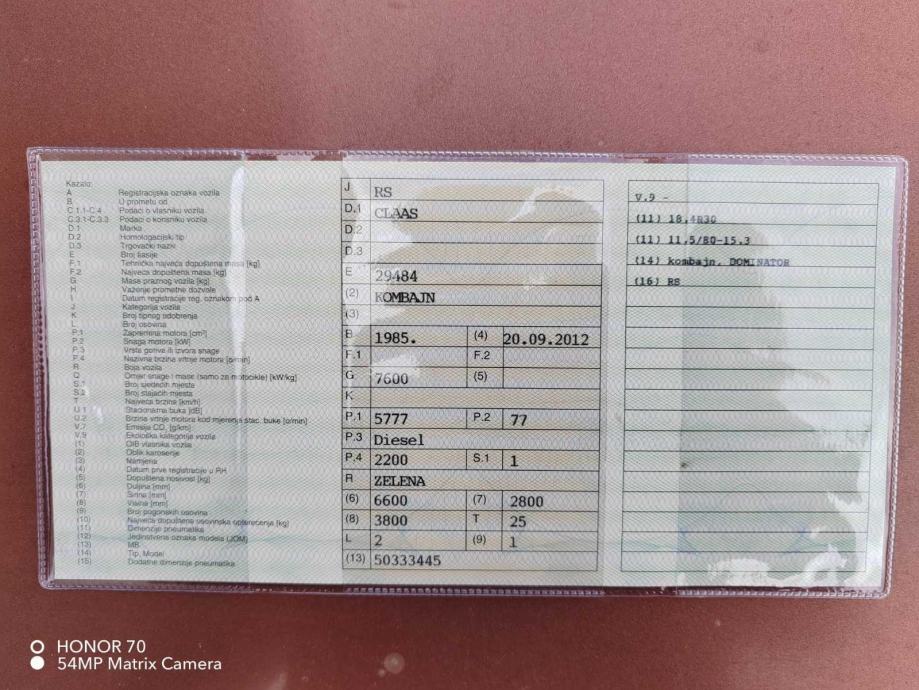 Kazalo:
A Registracijska oznaka vozila
B U prometu od
C.1.1-C.4 Podaci o vlasniku vozila
C.3.1-C.3.3 Podaci o korisniku vozila
D.1 Marka
D.2 Homologacijski tip
D.3 Trgovački naziv
E Broj šasije
F.1 Tehnička najveća dopuštena masa [kg]
F.2 Najveća dopuštena masa [kg]
G Masa praznog vozila [kg]
H Važenje prometne dozvole
I Datum registracije reg. oznakom pod A
J Kategorija vozila
K Broj tipnog odobrenja
L Broj osovina
P.1 Zapremina motora [cm³]
P.2 Snaga motora [kW]
P.3 Vrsta goriva ili izvora snage
P.4 Nazivna brzina vrtnje motora [o/min]
R Boja vozila
Q Omjer snage i mase (samo za motocikle) [kW/kg]
S.1 Broj sjedećih mjesta
S.2 Broj stajaćih mjesta
T Najveća brzina [km/h]
U.1 Stacionarna buka [dB]
U.2 Brzina vrtnje motora kod mjerenja stac. buke [o/min]
V.7 Emisija CO₂ [g/km]
V.9 Ekološka kategorija vozila
(1) OIB vlasnika vozila
(2) Oblik karoserije
(3) Namjena
(4) Datum prve registracije u RH
(5) Dopuštena nosivost [kg]
(6) Duljina [mm]
(7) Širina [mm]
(8) Visina [mm]
(9) Broj pogonskih osovina
(10) Najveća dopuštena osovinska opterećenja [kg]
(11) Dimenzije pneumatika
(12) Jedinstvena oznaka modela (JOM)
(13) MB
(14) Tip, Model
(15) Dodatne dimenzije pneumatika
J RS
D.1 CLAAS
D.2
D.3
E 29484
(2) KOMBAJN
(3)
B 1985. (4) 20.09.2012
F.1 F.2
G 7600 (5)
K
P.1 5777 P.2 77
P.3 Diesel
P.4 2200 S.1 1
R ZELENA
(6) 6600 (7) 2800
(8) 3800 T 25
L 2 (9) 1
(13) 50333445
V.9 -
(11) 18,4R30
(11) 11,5/80-15.3
(14) kombajn, DOMINATOR
(16) RS
HONOR 70
54MP Matrix Camera